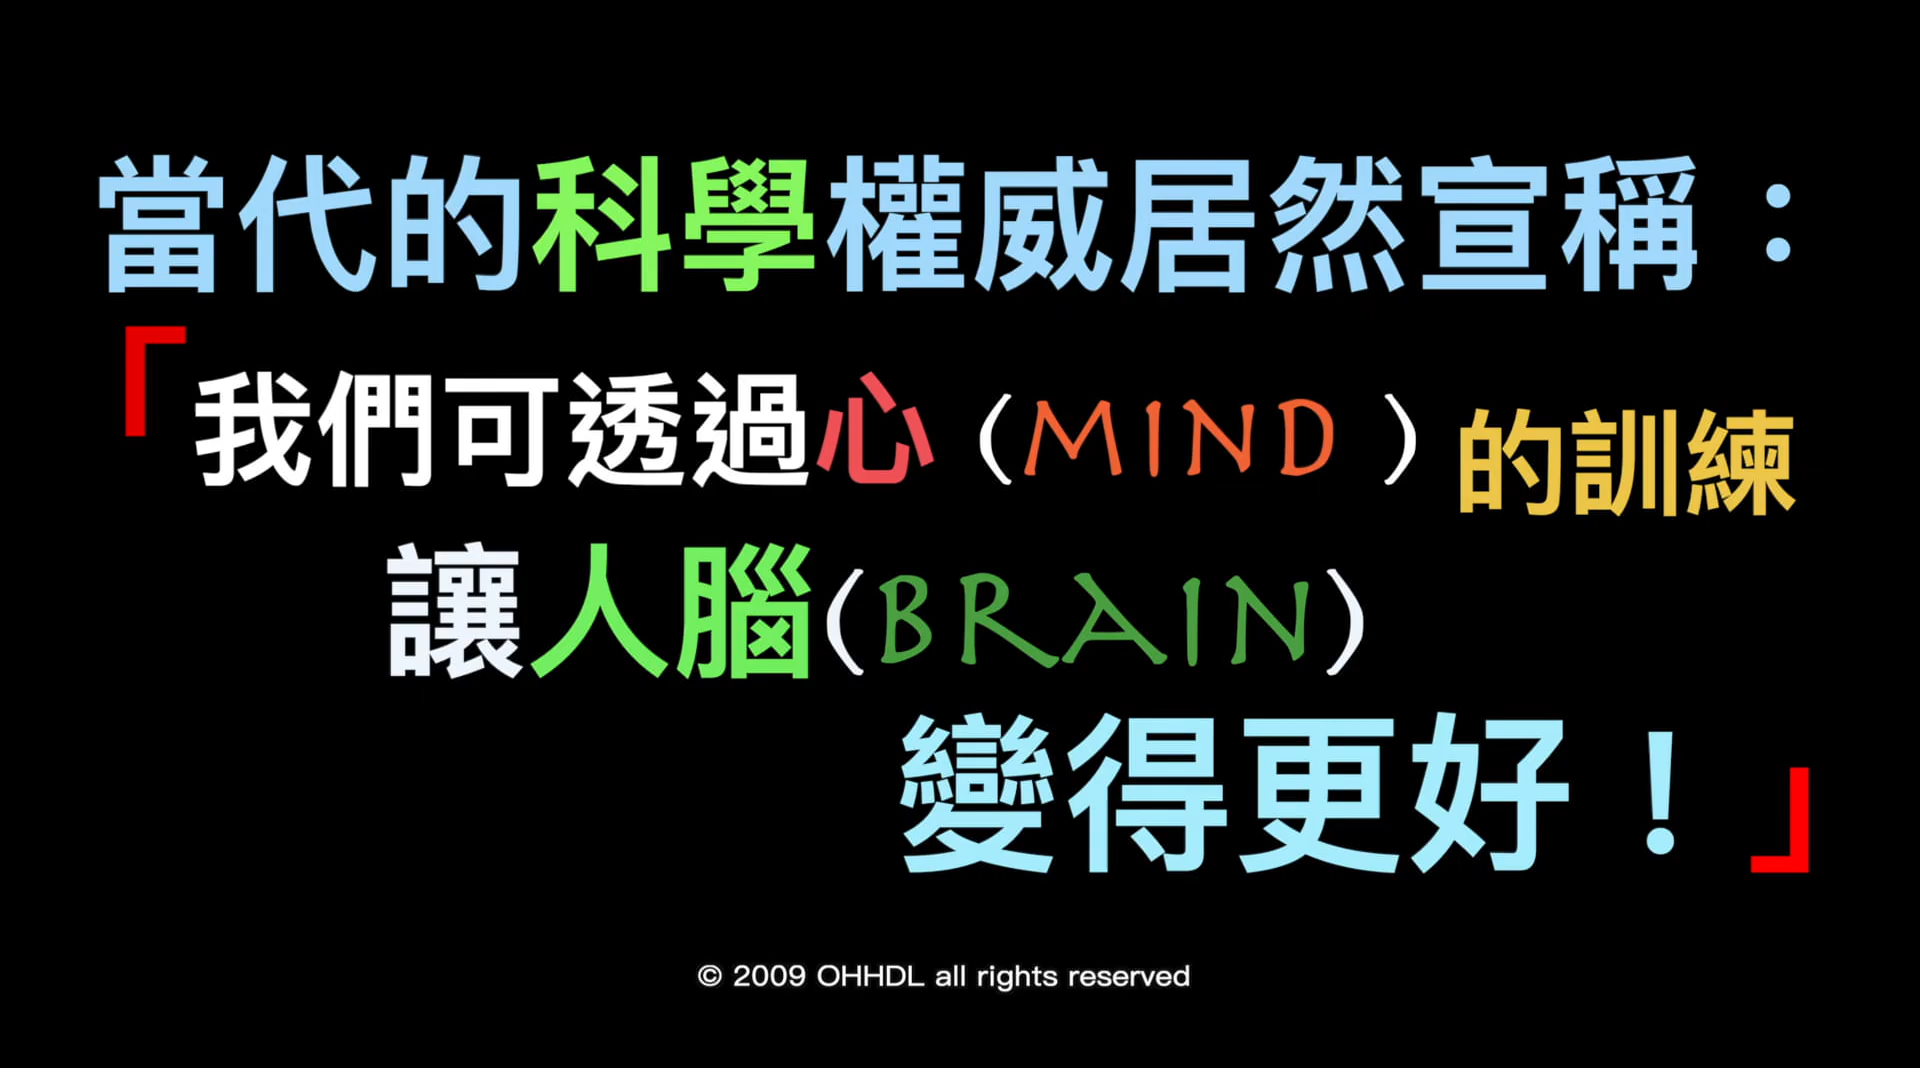 當代的科學權威居然宣稱：
「我們可透過心（MIND）的訓練
讓人腦(BRAIN)
變得更好！」
© 2009 OHHDL all rights reserved